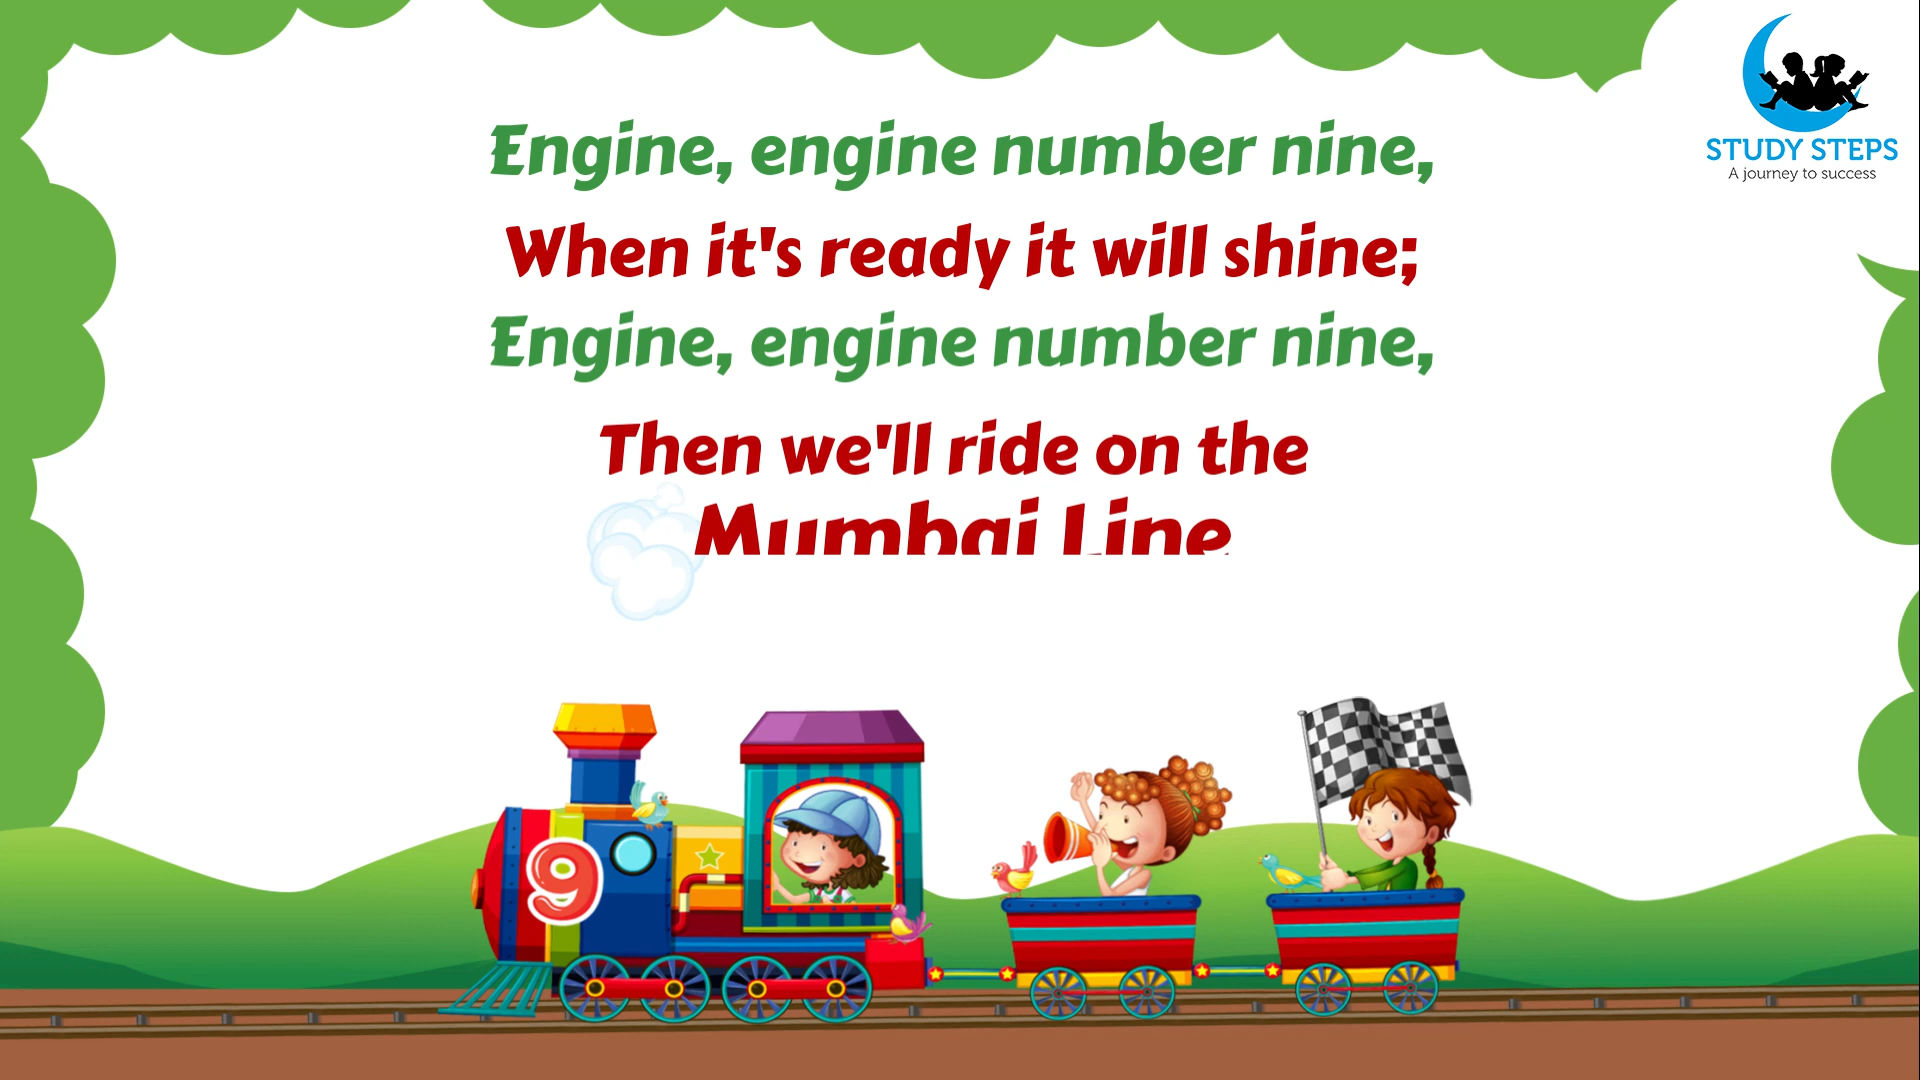 Engine, engine number nine,
When it's ready it will shine;
Engine, engine number nine,
Then we'll ride on the
Mumbai Line
9
STUDY STEPS
A journey to success